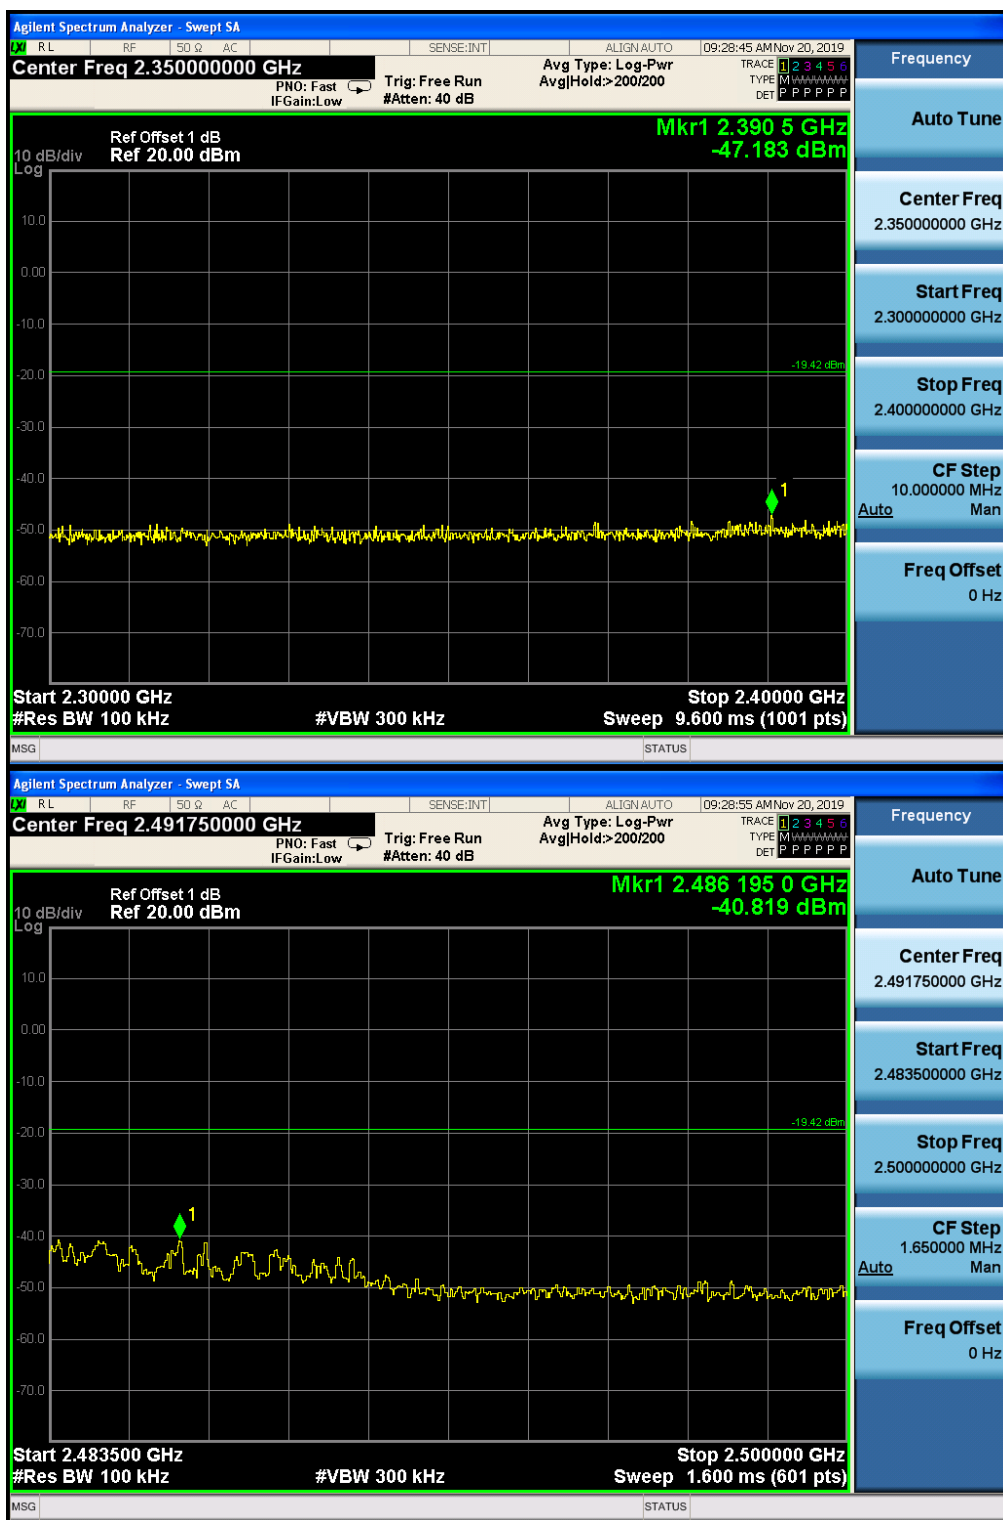 Agilent Spectrum Analyzer - Swept SA
LXI RL RF 50 Ω AC SENSE:INT ALIGN AUTO 09:28:45 AM Nov 20, 2019
Center Freq 2.350000000 GHz
PNO: Fast
IFGain:Low
Trig: Free Run
#Atten: 40 dB
Avg Type: Log-Pwr
Avg|Hold:>200/200
TRACE 1 2 3 4 5 6
TYPE M WWWWW
DET P P P P P P
Ref Offset 1 dB
10 dB/div Ref 20.00 dBm
Log
Mkr1 2.390 5 GHz
-47.183 dBm
10.0
0.00
-10.0
-19.42 dBm
-20.0
-30.0
-40.0
1
-50.0
-60.0
-70.0
Start 2.30000 GHz Stop 2.40000 GHz
#Res BW 100 kHz #VBW 300 kHz Sweep 9.600 ms (1001 pts)
MSG STATUS
Frequency
Auto Tune
Center Freq
2.350000000 GHz
Start Freq
2.300000000 GHz
Stop Freq
2.400000000 GHz
CF Step
10.000000 MHz
Auto Man
Freq Offset
0 Hz
Agilent Spectrum Analyzer - Swept SA
LXI RL RF 50 Ω AC SENSE:INT ALIGN AUTO 09:28:55 AM Nov 20, 2019
Center Freq 2.491750000 GHz
PNO: Fast
IFGain:Low
Trig: Free Run
#Atten: 40 dB
Avg Type: Log-Pwr
Avg|Hold:>200/200
TRACE 1 2 3 4 5 6
TYPE M WWWWW
DET P P P P P P
Ref Offset 1 dB
10 dB/div Ref 20.00 dBm
Log
Mkr1 2.486 195 0 GHz
-40.819 dBm
10.0
0.00
-10.0
-19.42 dBm
-20.0
-30.0
1
-40.0
-50.0
-60.0
-70.0
Start 2.483500 GHz Stop 2.500000 GHz
#Res BW 100 kHz #VBW 300 kHz Sweep 1.600 ms (601 pts)
MSG STATUS
Frequency
Auto Tune
Center Freq
2.491750000 GHz
Start Freq
2.483500000 GHz
Stop Freq
2.500000000 GHz
CF Step
1.650000 MHz
Auto Man
Freq Offset
0 Hz